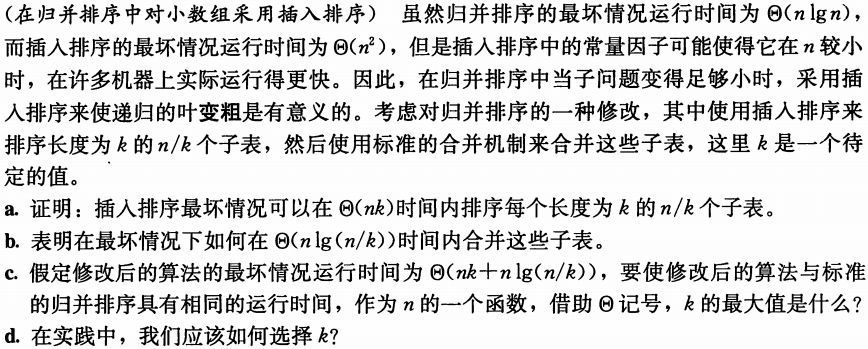 (在归并排序中对小数组采用插入排序) 虽然归并排序的最坏情况运行时间为 Θ(nlgn),
而插入排序的最坏情况运行时间为 Θ(n²),但是插入排序中的常量因子可能使得它在 n 较小
时,在许多机器上实际运行得更快。因此,在归并排序中当子问题变得足够小时,采用插
入排序来使递归的叶变粗是有意义的。考虑对归并排序的一种修改,其中使用插入排序来
排序长度为 k 的 n/k 个子表,然后使用标准的合并机制来合并这些子表,这里 k 是一个待
定的值。
a. 证明:插入排序最坏情况可以在 Θ(nk)时间内排序每个长度为 k 的 n/k 个子表。
b. 表明在最坏情况下如何在 Θ(nlg(n/k))时间内合并这些子表。
c. 假定修改后的算法的最坏情况运行时间为 Θ(nk+nlg(n/k)),要使修改后的算法与标准
的归并排序具有相同的运行时间,作为 n 的一个函数,借助 Θ 记号,k 的最大值是什么?
d. 在实践中,我们应该如何选择 k?